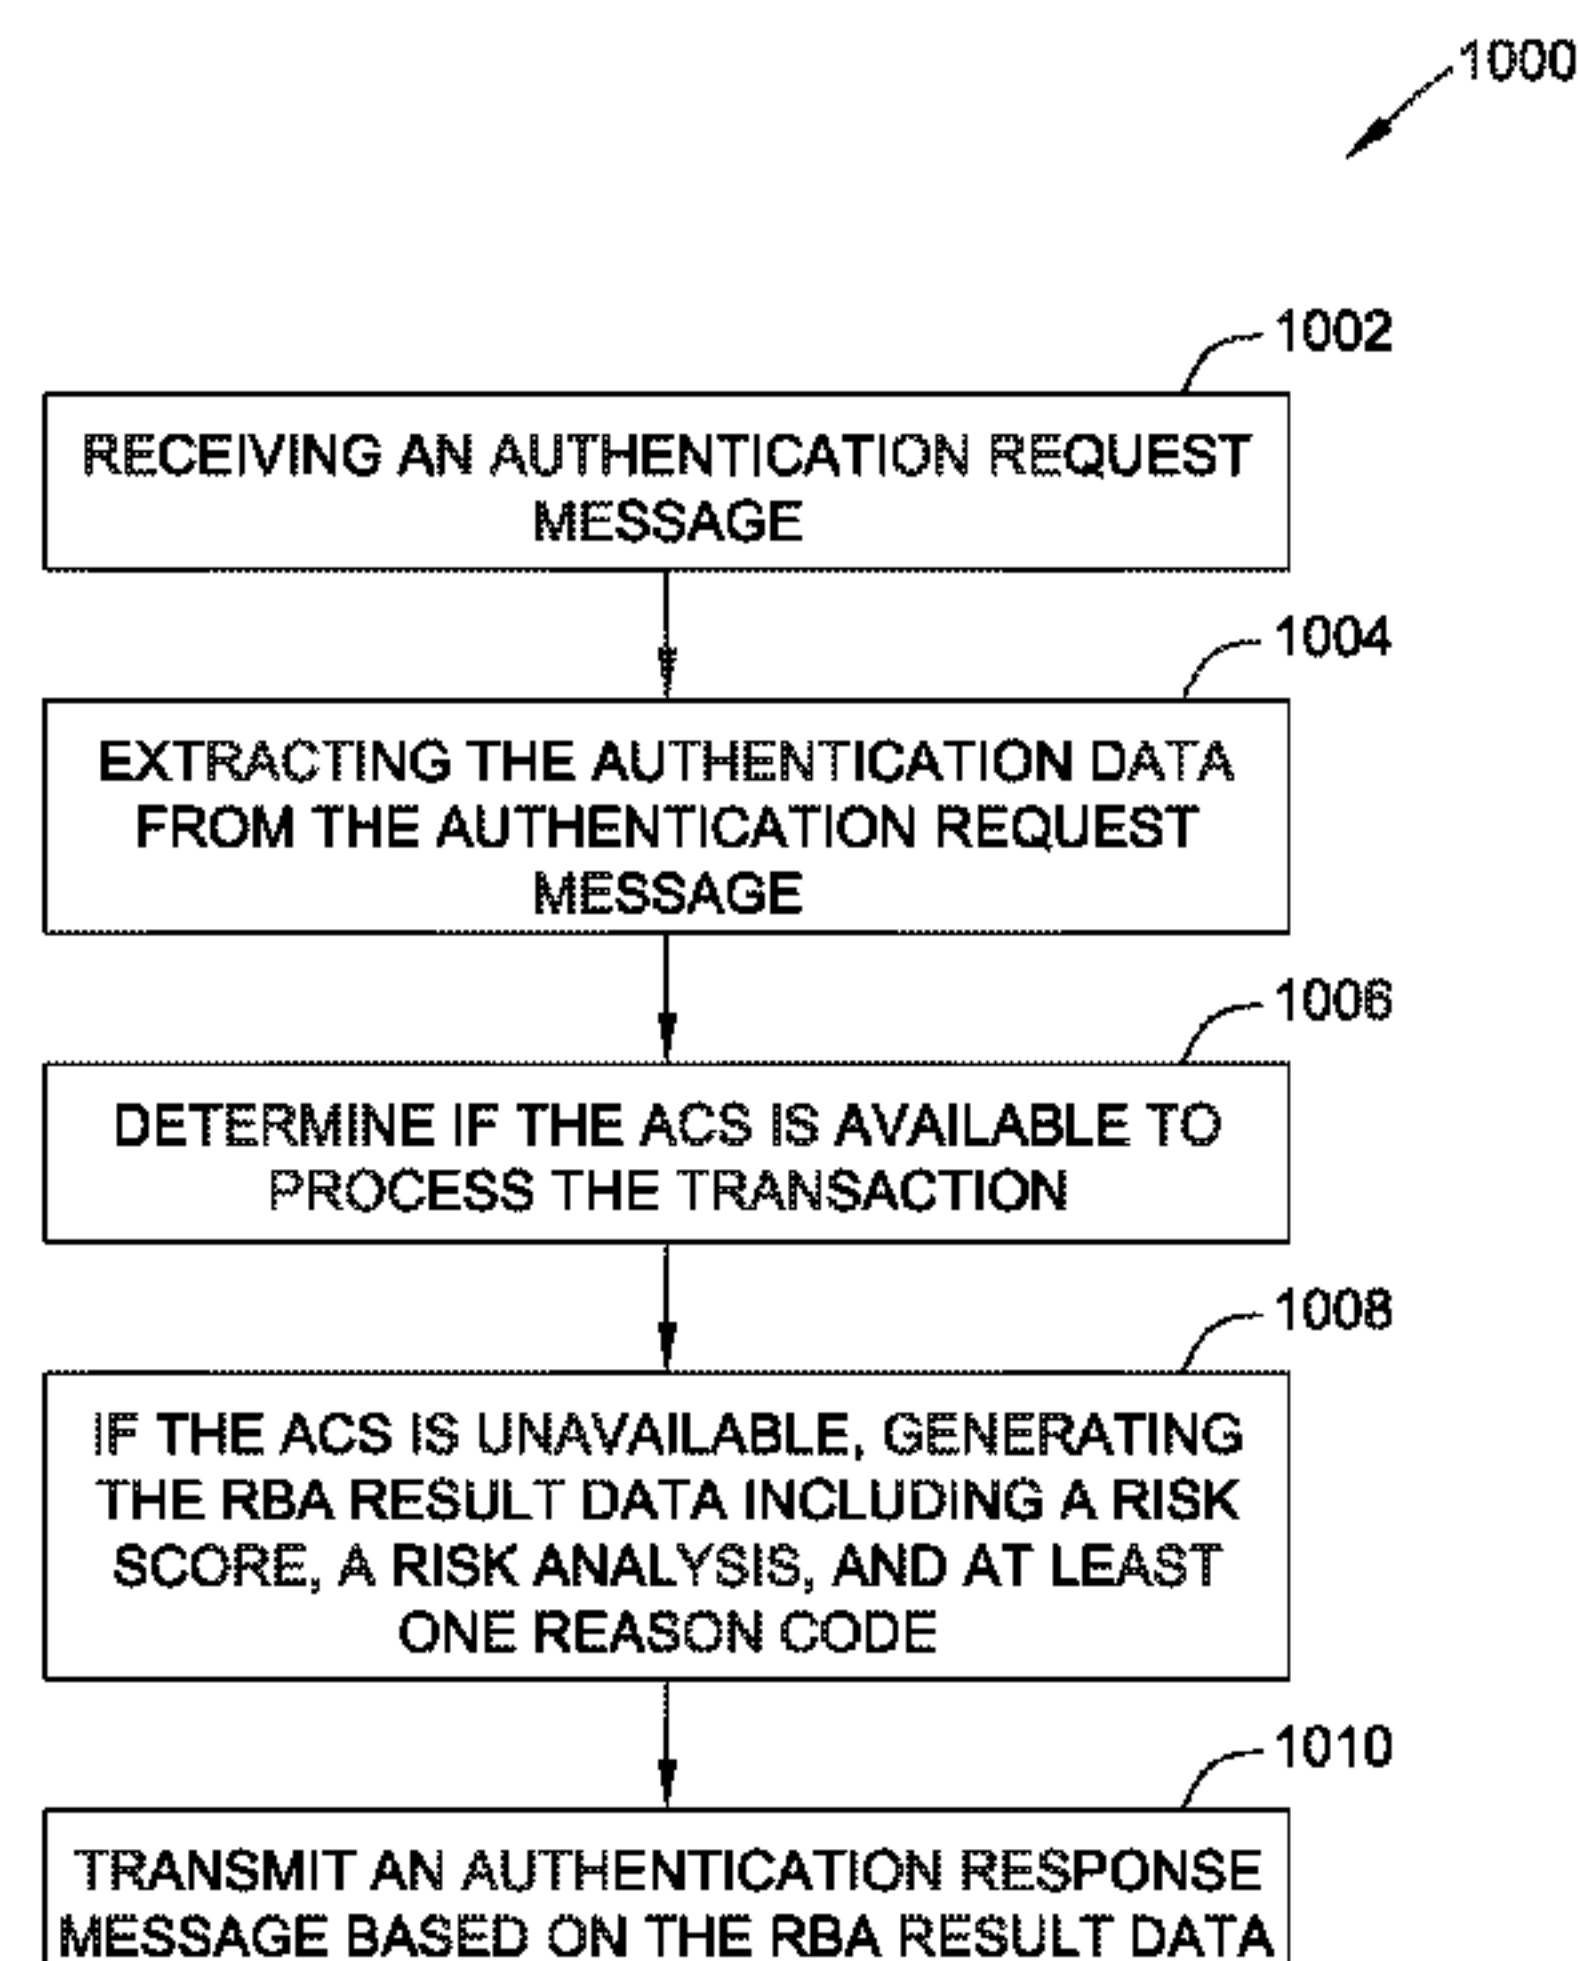 1000
1002
RECEIVING AN AUTHENTICATION REQUEST
MESSAGE
1004
EXTRACTING THE AUTHENTICATION DATA
FROM THE AUTHENTICATION REQUEST
MESSAGE
1006
DETERMINE IF THE ACS IS AVAILABLE TO
PROCESS THE TRANSACTION
1008
IF THE ACS IS UNAVAILABLE, GENERATING
THE RBA RESULT DATA INCLUDING A RISK
SCORE, A RISK ANALYSIS, AND AT LEAST
ONE REASON CODE
1010
TRANSMIT AN AUTHENTICATION RESPONSE
MESSAGE BASED ON THE RBA RESULT DATA